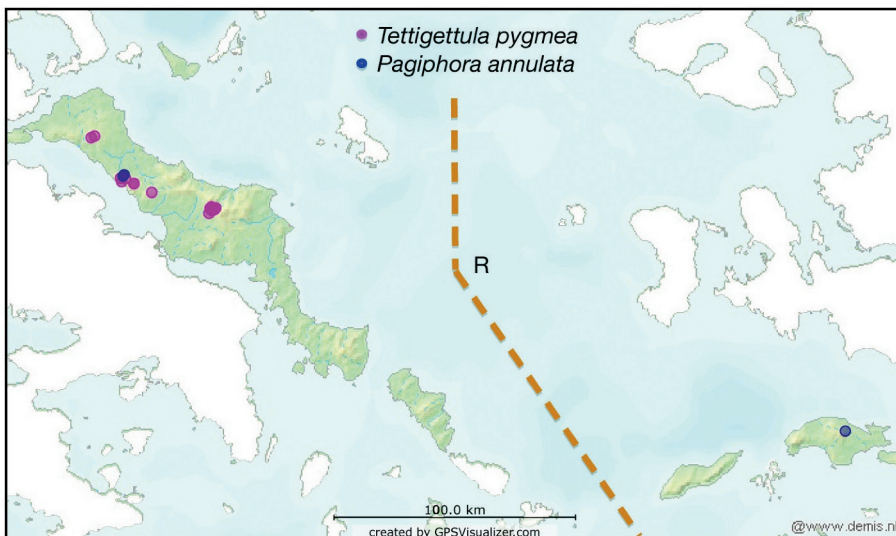 Tettigettula pygmea
Pagiphora annulata
R
100.0 km
created by GPSVisualizer.com
@www.demis.nl